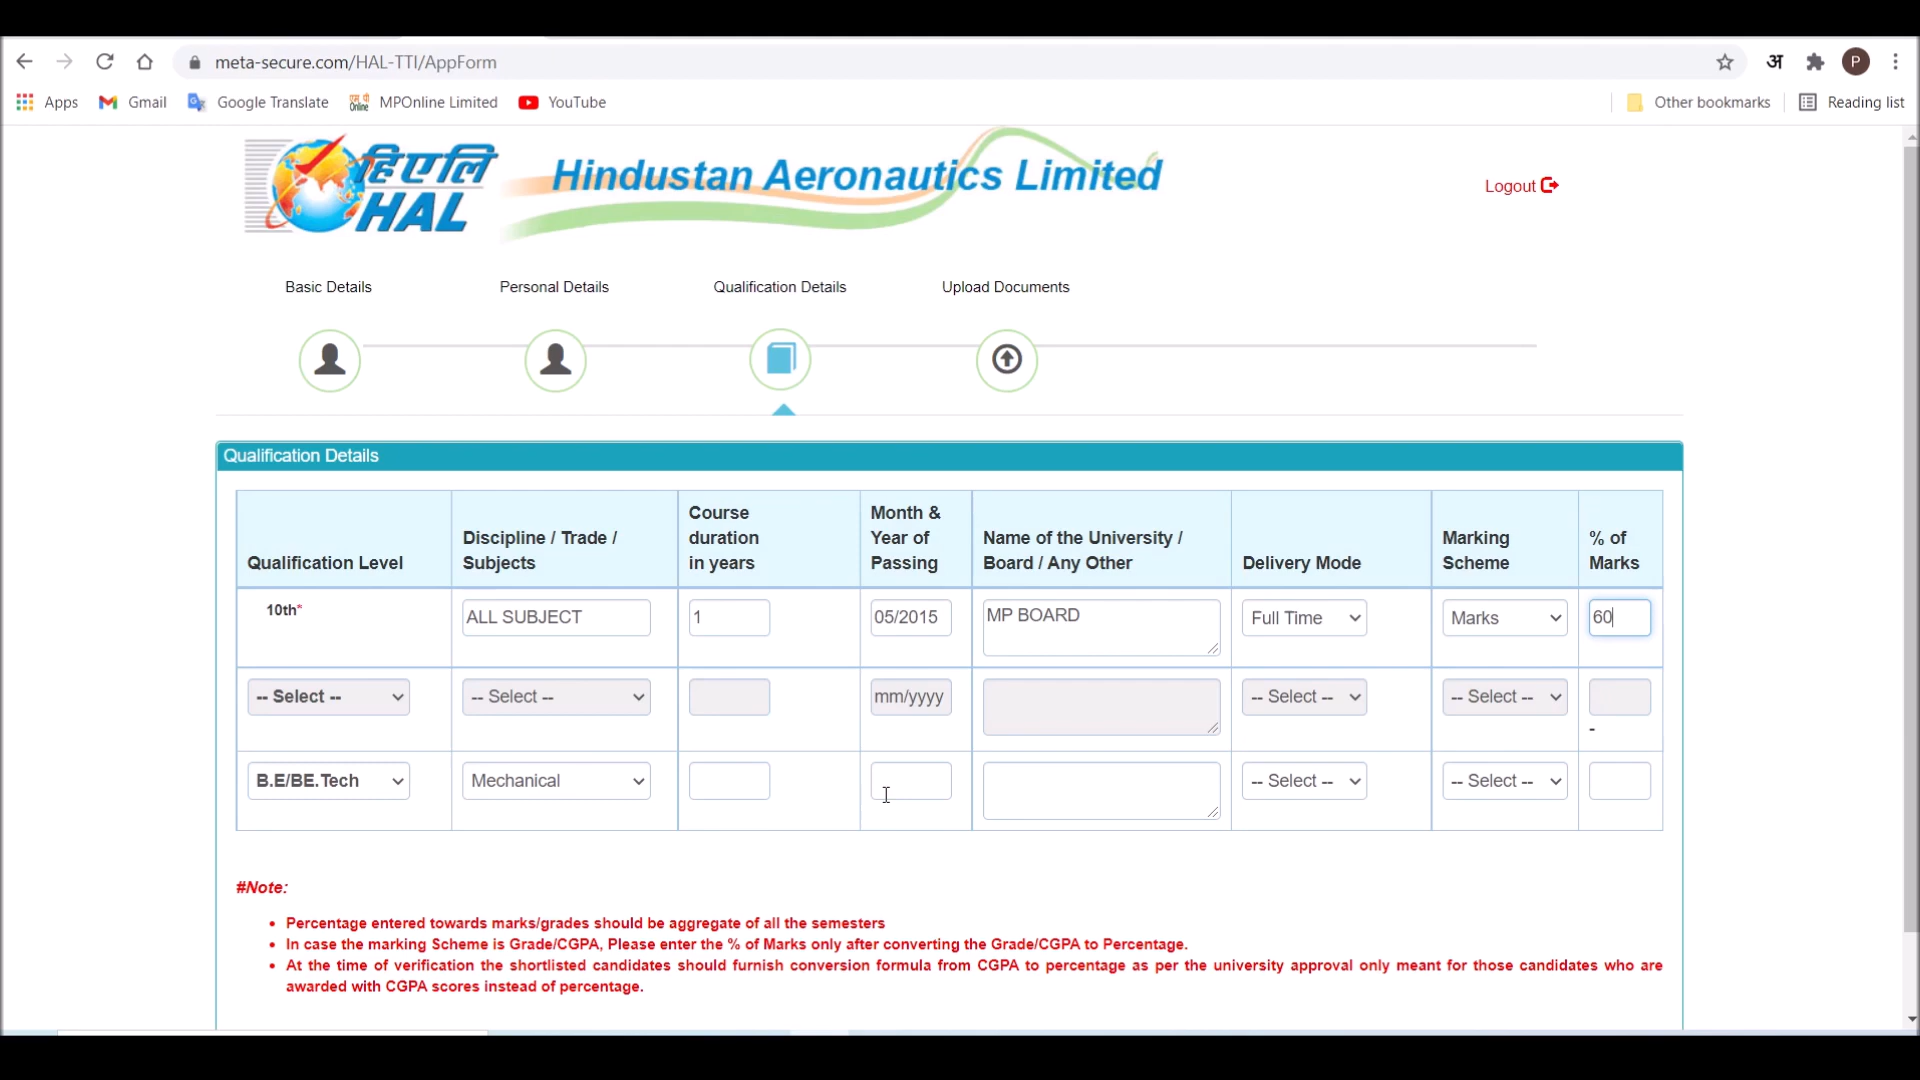 meta-secure.com/HAL-TTI/AppForm
अ
P
Apps
Gmail
Google Translate
MPOnline Limited
YouTube
Other bookmarks
Reading list
हिएलि
HAL
Hindustan Aeronautics Limited
Logout
Basic Details
Personal Details
Qualification Details
Upload Documents
Qualification Details
Qualification Level
Discipline / Trade /
Subjects
Course
duration
in years
Month &
Year of
Passing
Name of the University /
Board / Any Other
Delivery Mode
Marking
Scheme
% of
Marks
10th*
ALL SUBJECT
1
05/2015
MP BOARD
Full Time
Marks
60
-- Select --
-- Select --
mm/yyyy
-- Select --
-- Select --
-
B.E/BE.Tech
Mechanical
-- Select --
-- Select --
#Note:
• Percentage entered towards marks/grades should be aggregate of all the semesters
• In case the marking Scheme is Grade/CGPA, Please enter the % of Marks only after converting the Grade/CGPA to Percentage.
• At the time of verification the shortlisted candidates should furnish conversion formula from CGPA to percentage as per the university approval only meant for those candidates who are
awarded with CGPA scores instead of percentage.